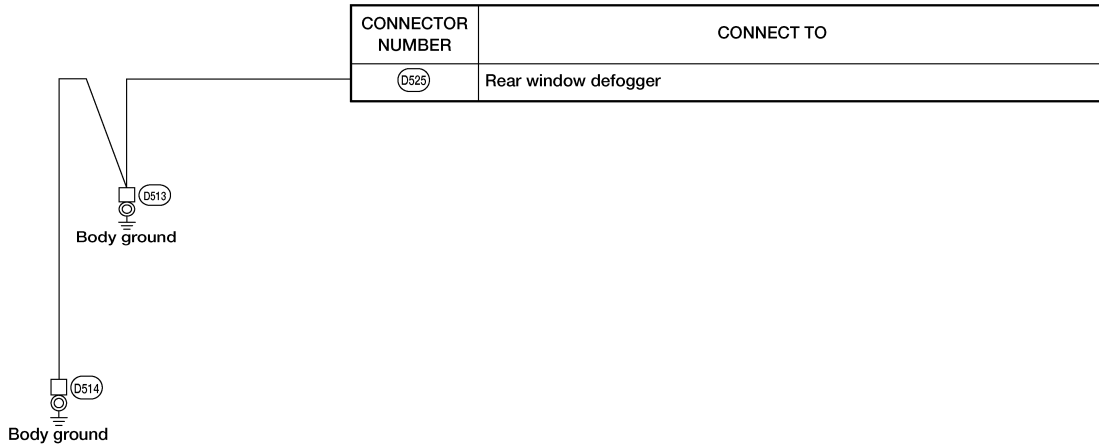 CONNECTOR
NUMBER
CONNECT TO
D525
Rear window defogger
D513
Body ground
D514
Body ground